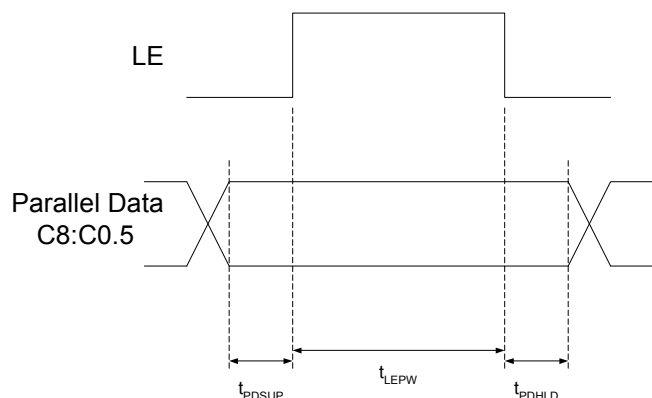 LE
Parallel Data
C8:C0.5
tPDSUP
tLEPW
tPDHLD